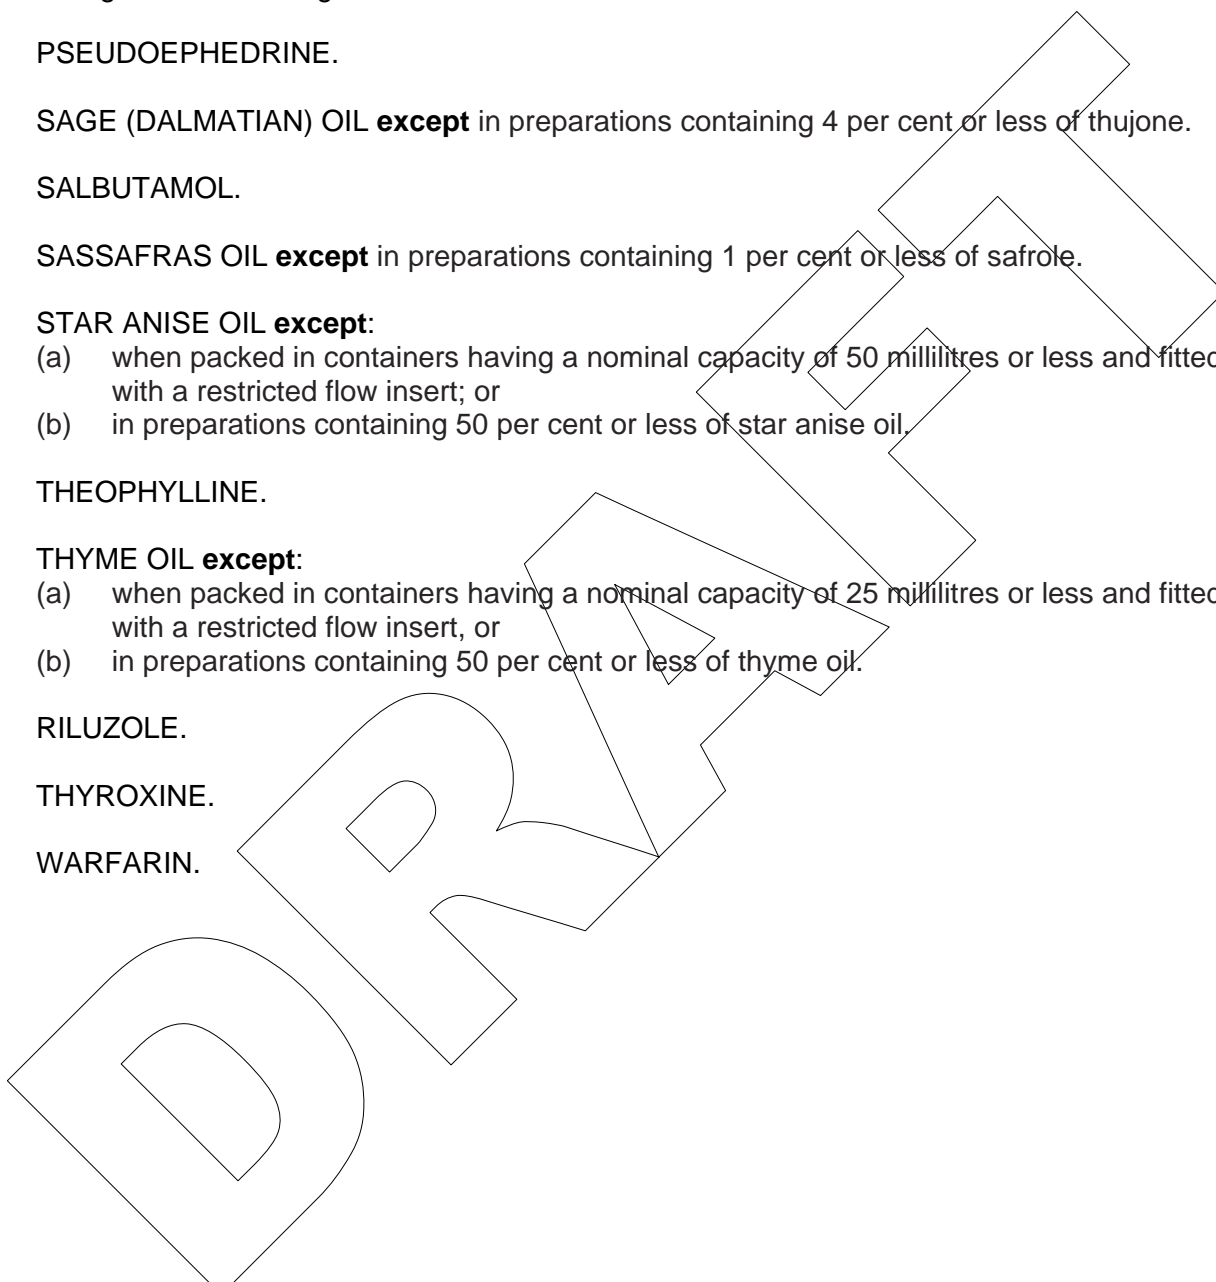 PSEUDOEPHEDRINE.
SAGE (DALMATIAN) OIL except in preparations containing 4 per cent or less of thujone.
SALBUTAMOL.
SASSAFRAS OIL except in preparations containing 1 per cent or less of safrole.
STAR ANISE OIL except:
(a) when packed in containers having a nominal capacity of 50 millilitres or less and fitted
with a restricted flow insert; or
(b) in preparations containing 50 per cent or less of star anise oil.
THEOPHYLLINE.
THYME OIL except:
(a) when packed in containers having a nominal capacity of 25 millilitres or less and fitted
with a restricted flow insert, or
(b) in preparations containing 50 per cent or less of thyme oil.
RILUZOLE.
THYROXINE.
WARFARIN.
DRAFT